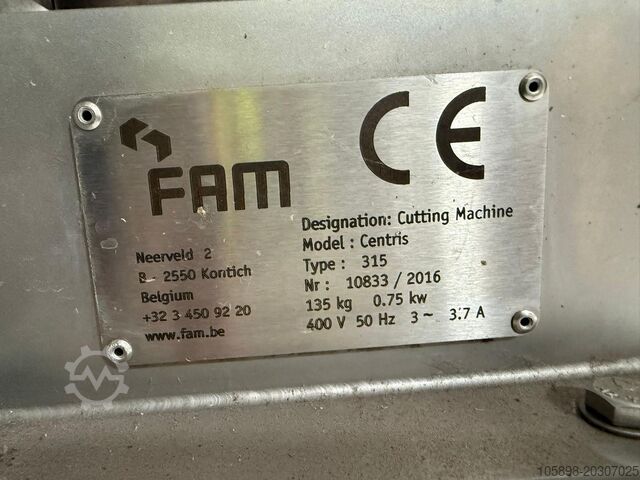 FAM
CE
Neerveld 2
B - 2550 Kontich
Belgium
+32 3 450 92 20
www.fam.be
Designation: Cutting Machine
Model : Centris
Type : 315
Nr : 10833 / 2016
135 kg 0.75 kw
400 V 50 Hz 3~ 3.7 A
105898-20307025